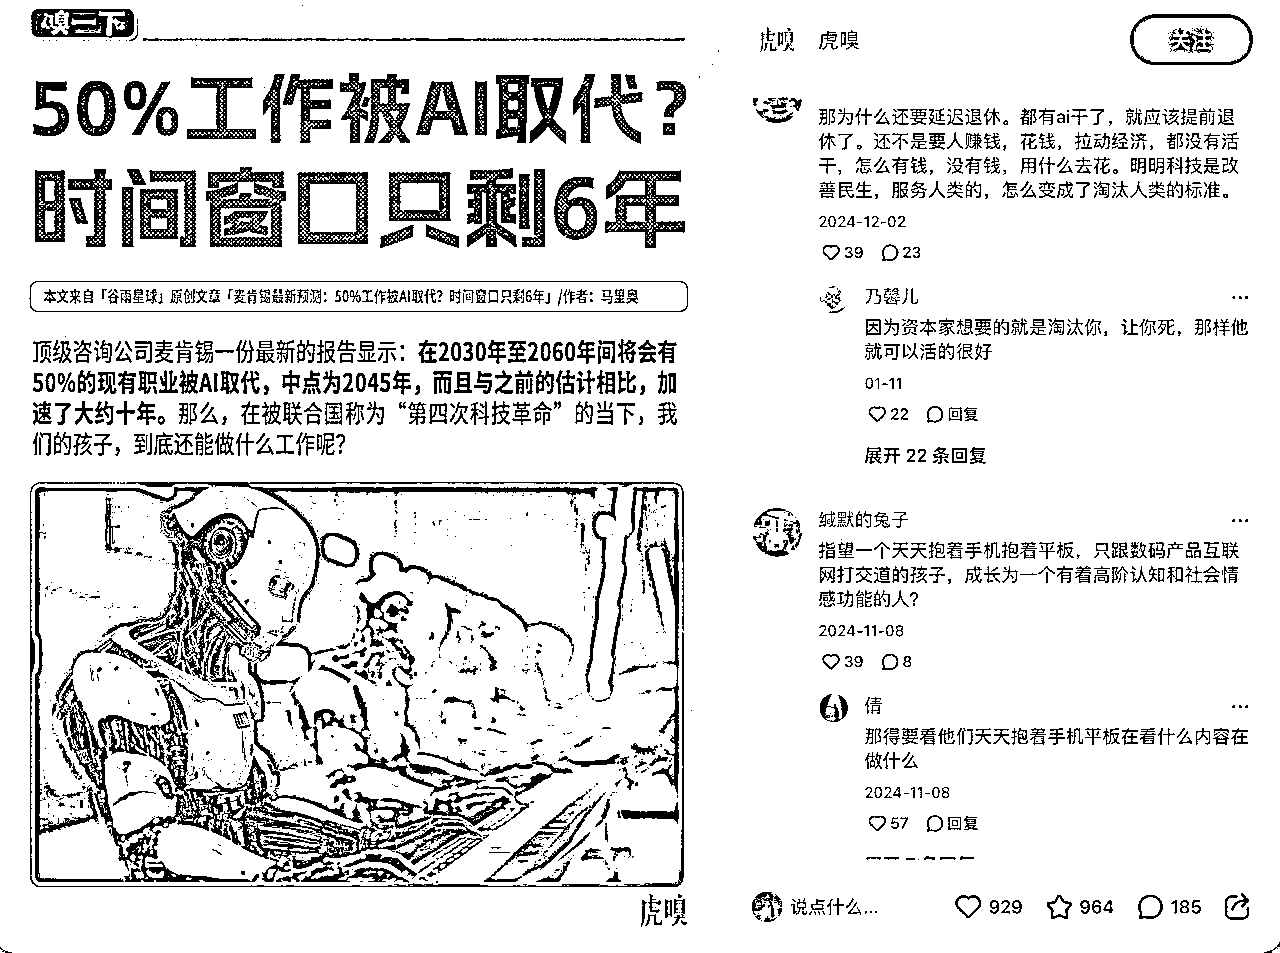 嗅一下
50%工作被AI取代？
时间窗口只剩6年
本文来自「谷雨星球」原创文章「麦肯锡最新预测：50%工作被AI取代？时间窗口只剩6年」/作者：马里奥
顶级咨询公司麦肯锡一份最新的报告显示：在2030年至2060年间将会有
50%的现有职业被AI取代，中点为2045年，而且与之前的估计相比，加
速了大约十年。那么，在被联合国称为“第四次科技革命”的当下，我
们的孩子，到底还能做什么工作呢？
虎嗅
虎嗅 虎嗅
关注
那为什么还要延迟退休。都有ai干了，就应该提前退
休了。还不是要人赚钱，花钱，拉动经济，都没有活
干，怎么有钱，没有钱，用什么去花。明明科技是改
善民生，服务人类的，怎么变成了淘汰人类的标准。
2024-12-02
39 23
乃馨儿 ...
因为资本家想要的就是淘汰你，让你死，那样他
就可以活的很好
01-11
22 回复
展开 22 条回复
缄默的兔子 ...
指望一个天天抱着手机抱着平板，只跟数码产品互联
网打交道的孩子，成长为一个有着高阶认知和社会情
感功能的人？
2024-11-08
39 8
倩 ...
那得要看他们天天抱着手机平板在看什么内容在
做什么
2024-11-08
57 回复
说点什么... 929 964 185